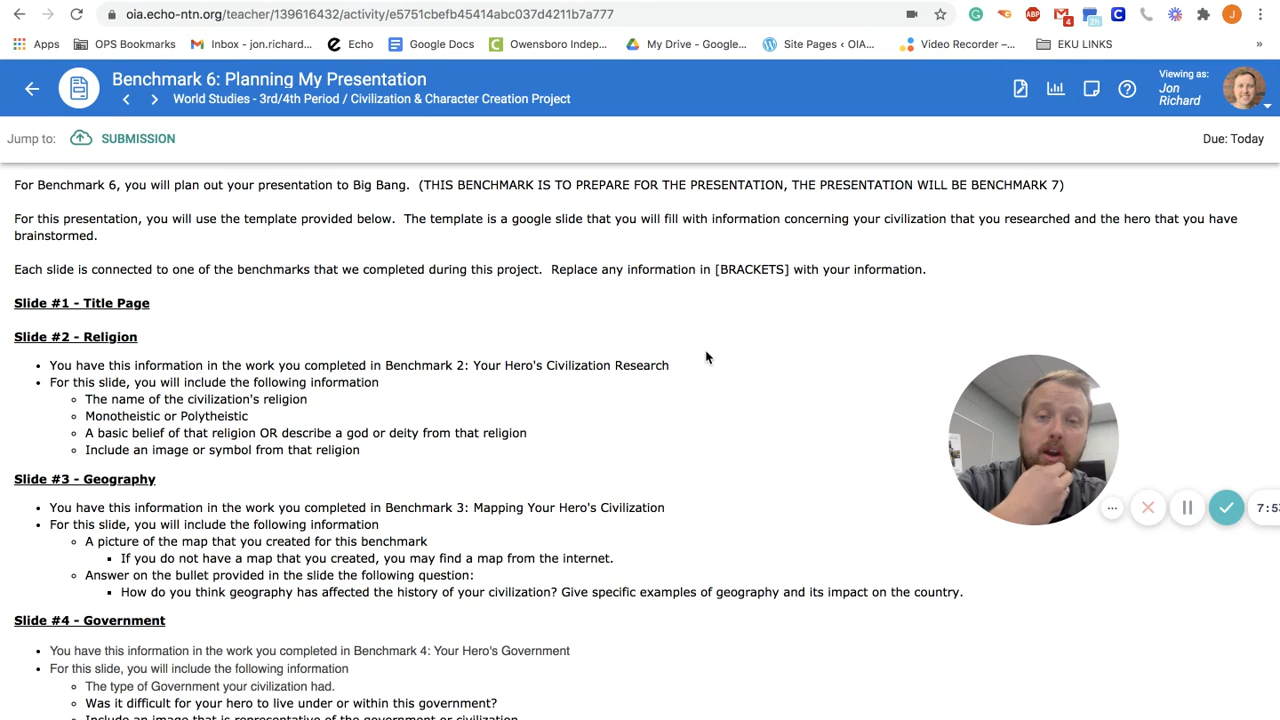 oia.echo-ntn.org/teacher/139616432/activity/e5751cbefb45414abc037d4211b7a777
ABP
4
2h
C
J
Apps
OPS Bookmarks
Inbox - jon.richard...
Echo
Google Docs
Owensboro Indep...
My Drive - Google...
Site Pages ‹ OIA...
Video Recorder –...
EKU LINKS
»
Benchmark 6: Planning My Presentation
World Studies - 3rd/4th Period / Civilization & Character Creation Project
Viewing as:
Jon
Richard
Jump to: SUBMISSION
Due: Today
For Benchmark 6, you will plan out your presentation to Big Bang. (THIS BENCHMARK IS TO PREPARE FOR THE PRESENTATION, THE PRESENTATION WILL BE BENCHMARK 7)
For this presentation, you will use the template provided below. The template is a google slide that you will fill with information concerning your civilization that you researched and the hero that you have
brainstormed.
Each slide is connected to one of the benchmarks that we completed during this project. Replace any information in [BRACKETS] with your information.
Slide #1 - Title Page
Slide #2 - Religion
• You have this information in the work you completed in Benchmark 2: Your Hero's Civilization Research
• For this slide, you will include the following information
The name of the civilization's religion
Monotheistic or Polytheistic
A basic belief of that religion OR describe a god or deity from that religion
Include an image or symbol from that religion
Slide #3 - Geography
• You have this information in the work you completed in Benchmark 3: Mapping Your Hero's Civilization
• For this slide, you will include the following information
A picture of the map that you created for this benchmark
If you do not have a map that you created, you may find a map from the internet.
Answer on the bullet provided in the slide the following question:
How do you think geography has affected the history of your civilization? Give specific examples of geography and its impact on the country.
7:5
Slide #4 - Government
• You have this information in the work you completed in Benchmark 4: Your Hero's Government
• For this slide, you will include the following information
The type of Government your civilization had.
Was it difficult for your hero to live under or within this government?
Include an image that is representative of the government or civilization